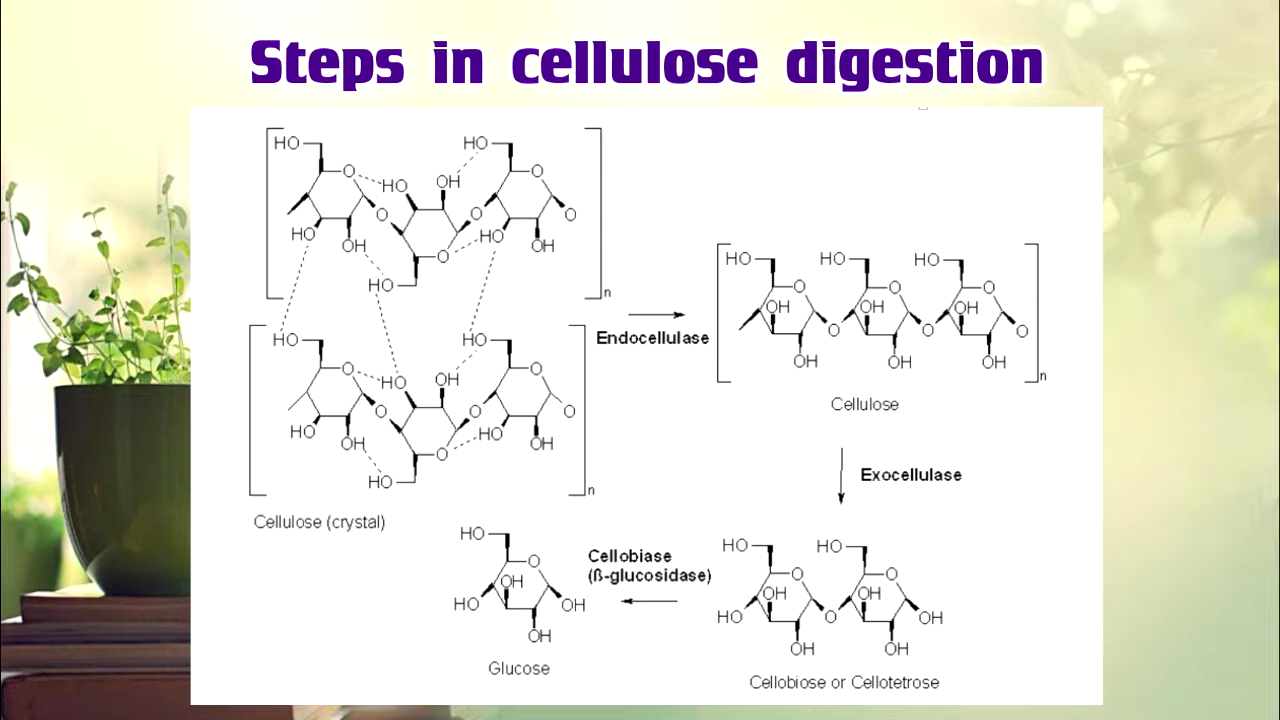 Steps in cellulose digestion
HO
HO
O
HO
OH
O
O
O
O
HO
OH
HO
OH
O
HO
n
HO
HO
O
HO
OH
O
O
O
O
HO
OH
HO
OH
O
HO
n
Cellulose (crystal)
Endocellulase
HO
HO
HO
O
O
O
OH
OH
OH
O
O
O
OH
OH
OH
n
Cellulose
Exocellulase
HO
HO
O
O
OH
OH
HO
O
OH
OH
OH
Cellobiose or Cellotetrose
Cellobiase
(ß-glucosidase)
HO
O
OH
HO
OH
OH
Glucose